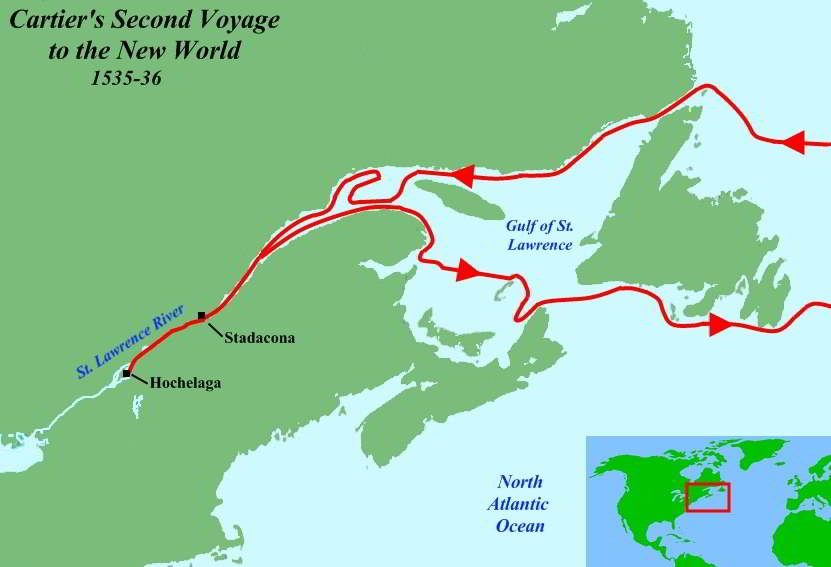 Cartier's Second Voyage
to the New World
1535-36
Gulf of St.
Lawrence
St. Lawrence River
Stadacona
Hochelaga
North
Atlantic
Ocean